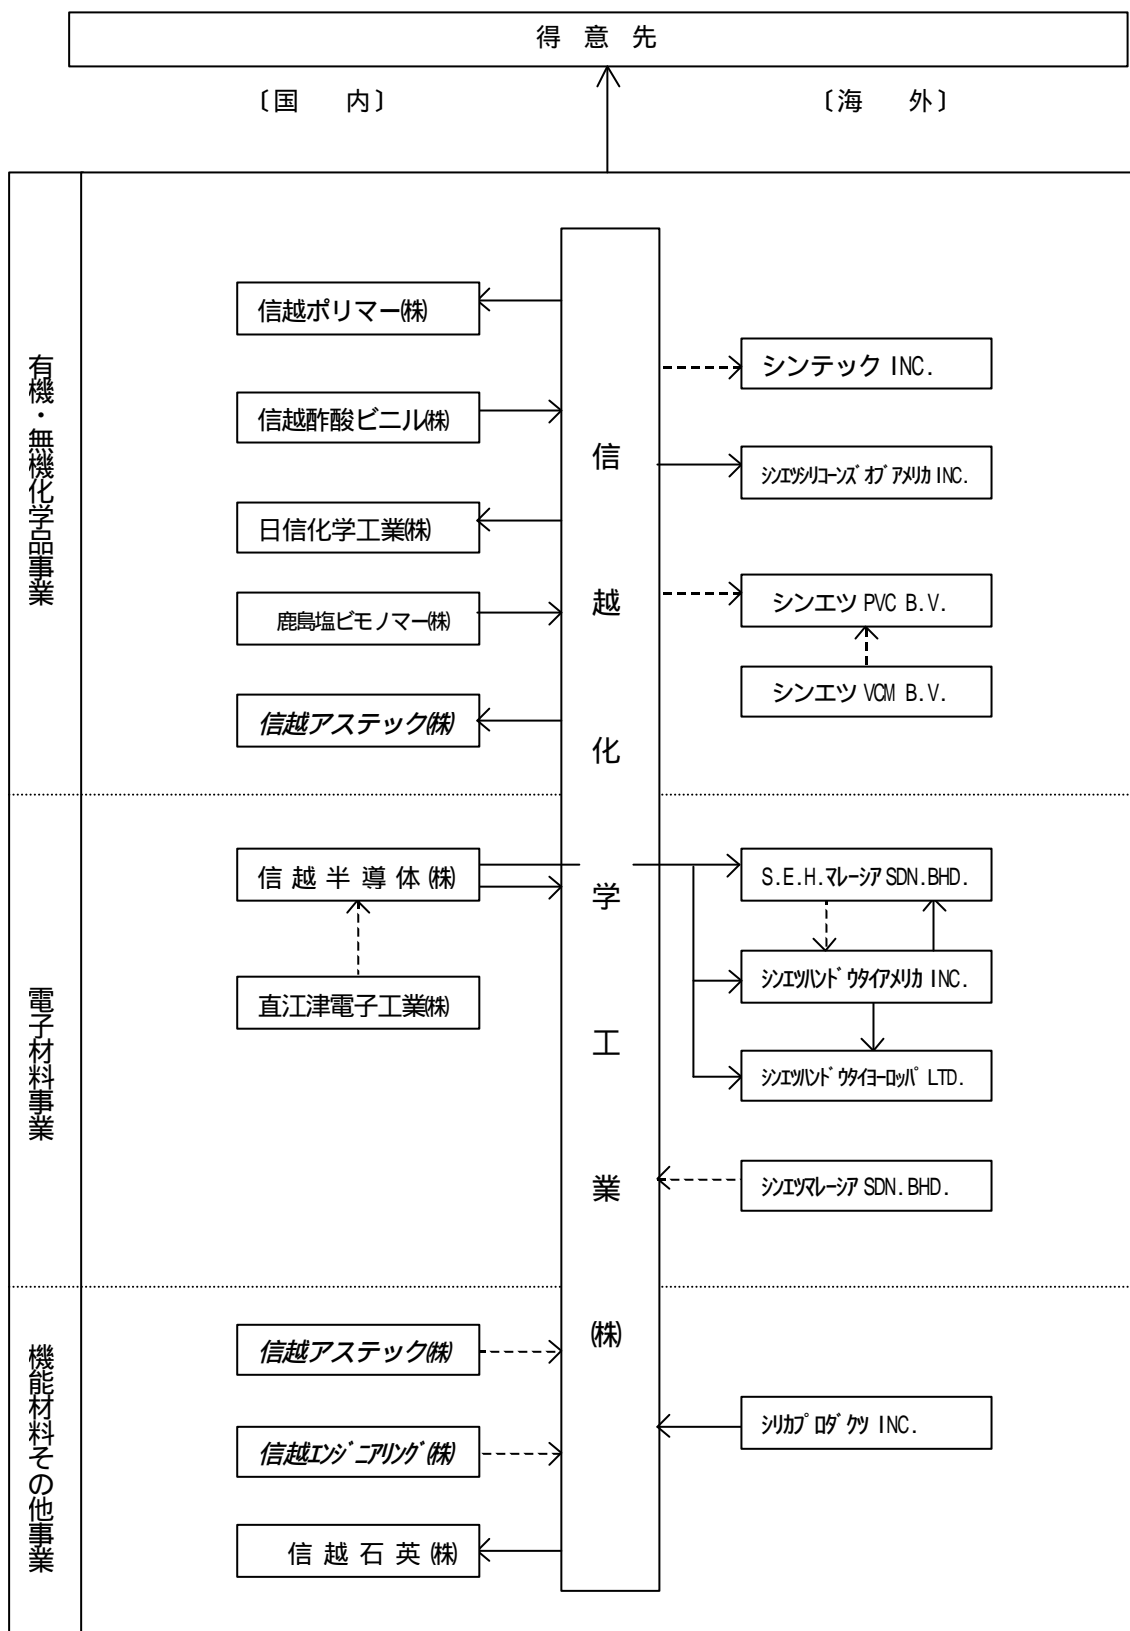 得 意 先
〔国　内〕
〔海　外〕
有機・無機化学品事業
信越ポリマー㈱
信越酢酸ビニル㈱
日信化学工業㈱
鹿島塩ビモノマー㈱
信越アステック㈱
信越化学工業㈱
シンテック INC.
ｼﾝｴﾂｼﾘｺｰﾝｽﾞ ｵﾌﾞ ｱﾒﾘｶ INC.
シンエツ PVC B.V.
シンエツ VCM B.V.
電子材料事業
信 越 半 導 体 ㈱
直江津電子工業㈱
S.E.H.ﾏﾚｰｼｱ SDN.BHD.
ｼﾝｴﾂﾊﾝﾄﾞｳﾀｲｱﾒﾘｶ INC.
ｼﾝｴﾂﾊﾝﾄﾞｳﾀｲﾖｰﾛｯﾊﾟ LTD.
ｼﾝｴﾂﾏﾚｰｼｱ SDN.BHD.
機能材料その他事業
信越アステック㈱
信越ｴﾝｼﾞﾆｱﾘﾝｸﾞ㈱
信 越 石 英 ㈱
ｼﾘｶﾌﾟﾛﾀﾞｸﾂ INC.